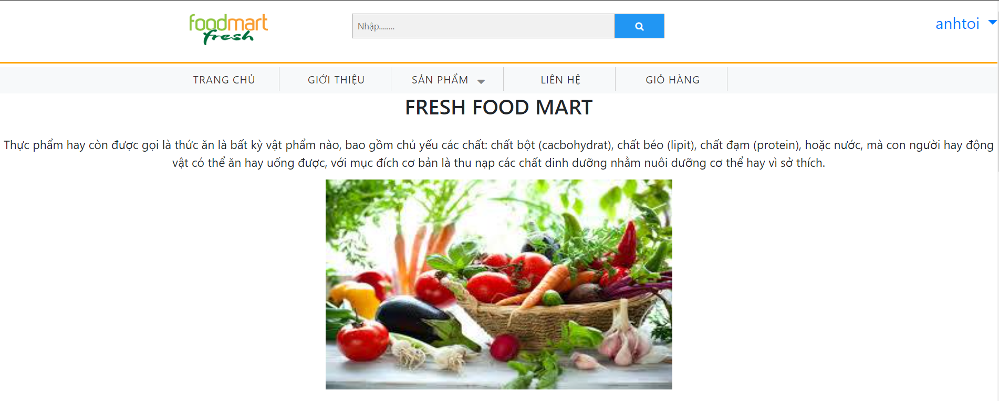 foodmart
fresh
Nhập........
anhtoi
TRANG CHỦ
GIỚI THIỆU
SẢN PHẨM
LIÊN HỆ
GIỎ HÀNG
FRESH FOOD MART
Thực phẩm hay còn được gọi là thức ăn là bất kỳ vật phẩm nào, bao gồm chủ yếu các chất: chất bột (cacbohydrat), chất béo (lipit), chất đạm (protein), hoặc nước, mà con người hay động
vật có thể ăn hay uống được, với mục đích cơ bản là thu nạp các chất dinh dưỡng nhằm nuôi dưỡng cơ thể hay vì sở thích.